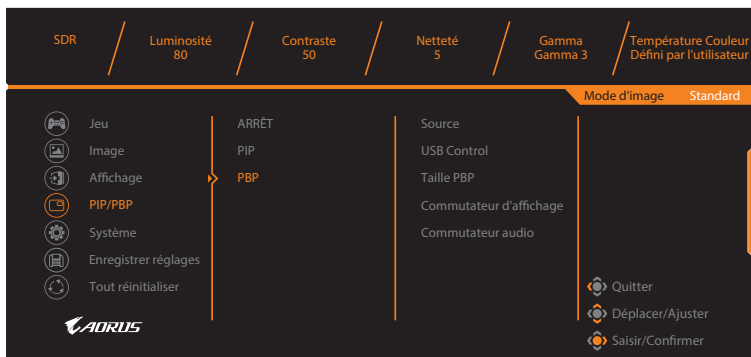 SDR
Luminosité
80
Contraste
50
Netteté
5
Gamma
Gamma 3
Température Couleur
Défini par l'utilisateur
Mode d'image Standard
Jeu
Image
Affichage
PIP/PBP
Système
Enregistrer réglages
Tout réinitialiser
ARRÊT
PIP
PBP
Source
USB Control
Taille PBP
Commutateur d'affichage
Commutateur audio
Quitter
Déplacer/Ajuster
Saisir/Confirmer
AORUS